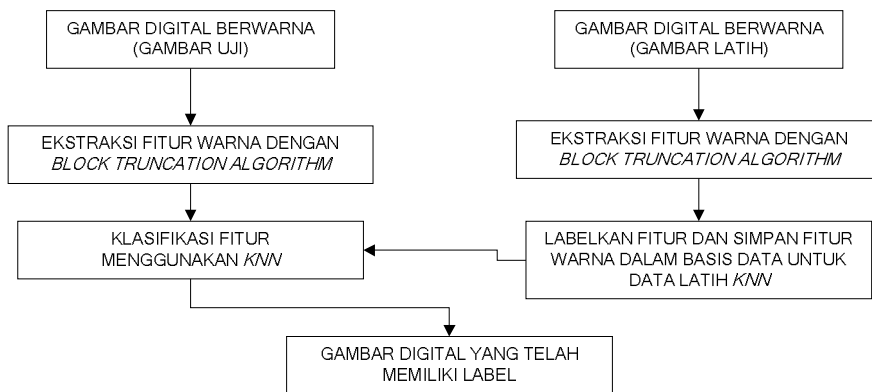 GAMBAR DIGITAL BERWARNA
(GAMBAR UJI)
GAMBAR DIGITAL BERWARNA
(GAMBAR LATIH)
EKSTRAKSI FITUR WARNA DENGAN
BLOCK TRUNCATION ALGORITHM
EKSTRAKSI FITUR WARNA DENGAN
BLOCK TRUNCATION ALGORITHM
KLASIFIKASI FITUR
MENGGUNAKAN KNN
LABELKAN FITUR DAN SIMPAN FITUR
WARNA DALAM BASIS DATA UNTUK
DATA LATIH KNN
GAMBAR DIGITAL YANG TELAH
MEMILIKI LABEL